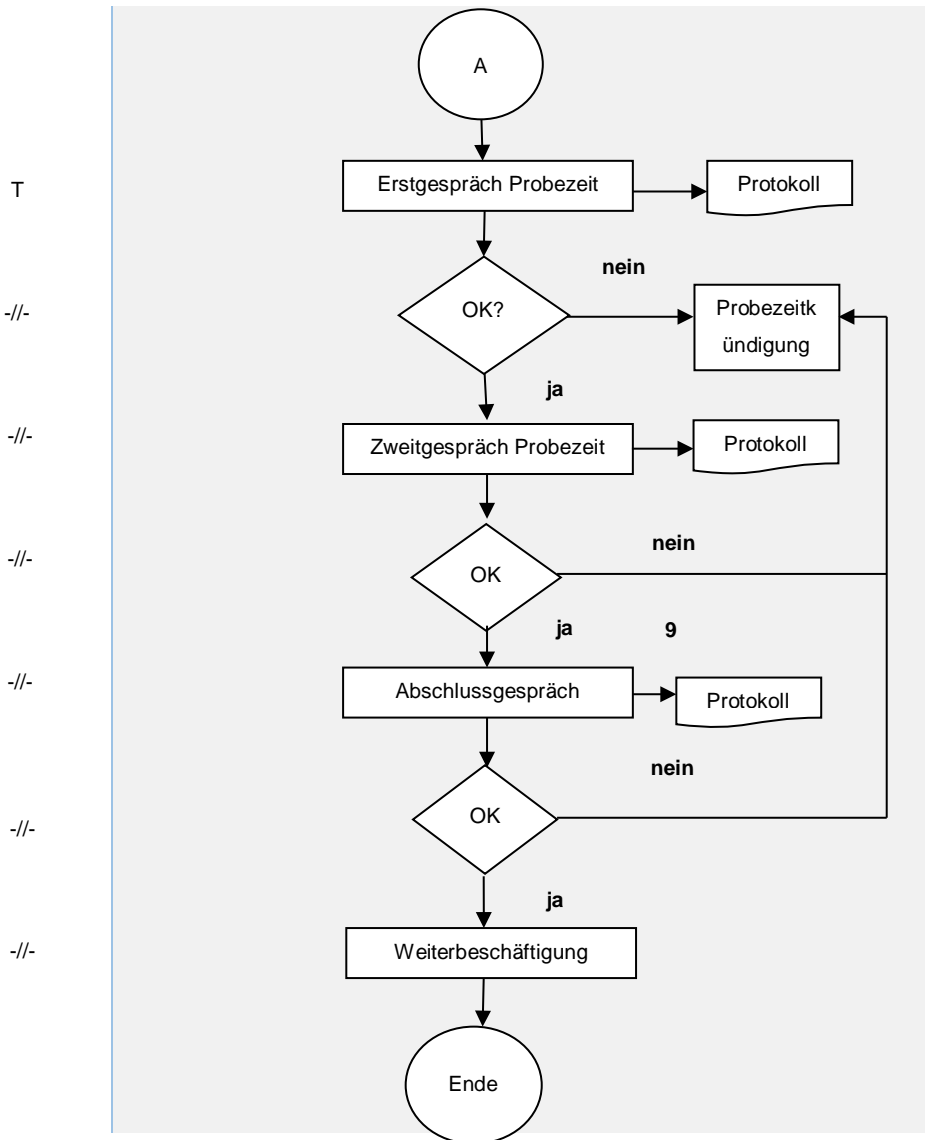 A
T
Erstgespräch Probezeit
Protokoll
nein
-//-
OK?
Probezeitk
ündigung
ja
-//-
Zweitgespräch Probezeit
Protokoll
nein
-//-
OK
ja
9
-//-
Abschlussgespräch
Protokoll
nein
-//-
OK
ja
-//-
Weiterbeschäftigung
Ende